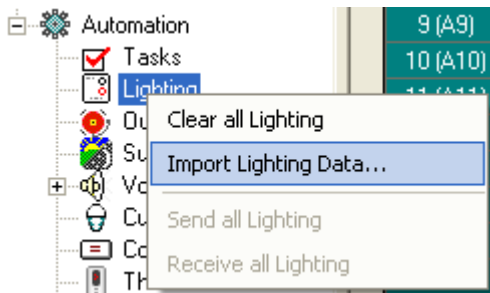 Automation
9 (A9)
Tasks
10 (A10)
Lighting
Clear all Lighting
Import Lighting Data...
Send all Lighting
Receive all Lighting